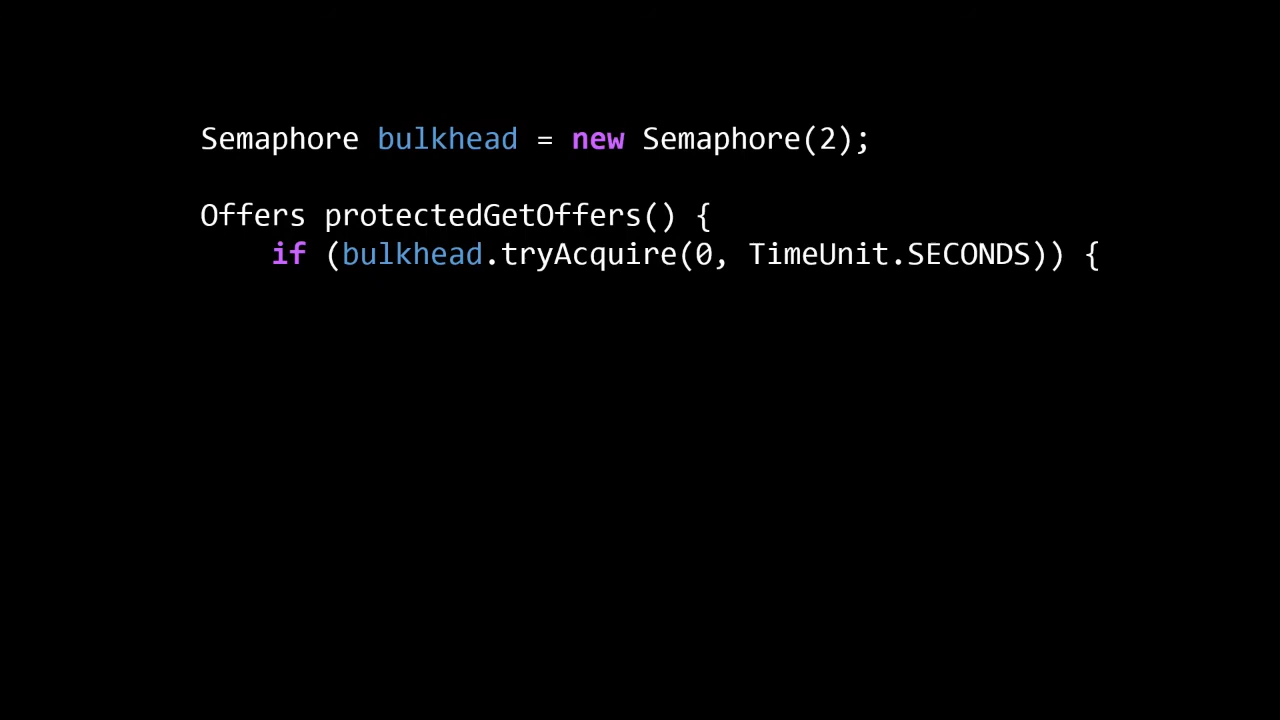 Semaphore bulkhead = new Semaphore(2);
Offers protectedGetOffers() {
if (bulkhead.tryAcquire(0, TimeUnit.SECONDS)) {